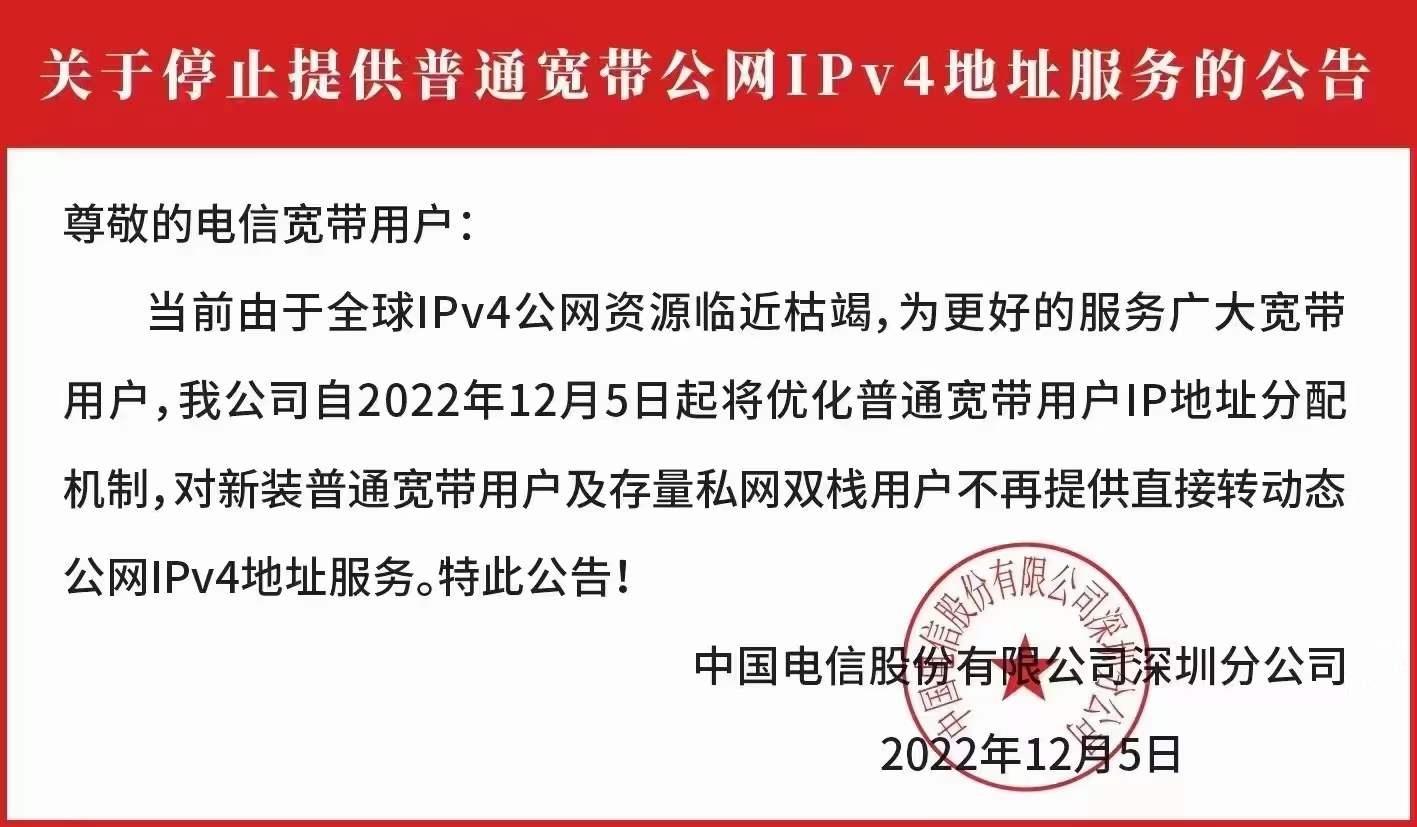 关于停止提供普通宽带公网IPv4地址服务的公告
尊敬的电信宽带用户：
当前由于全球IPv4公网资源临近枯竭，为更好的服务广大宽带
用户，我公司自2022年12月5日起将优化普通宽带用户IP地址分配
机制，对新装普通宽带用户及存量私网双栈用户不再提供直接转动态
公网IPv4地址服务。特此公告！
中国电信股份有限公司深圳分公司
2022年12月5日
中国电信股份有限公司深圳分公司